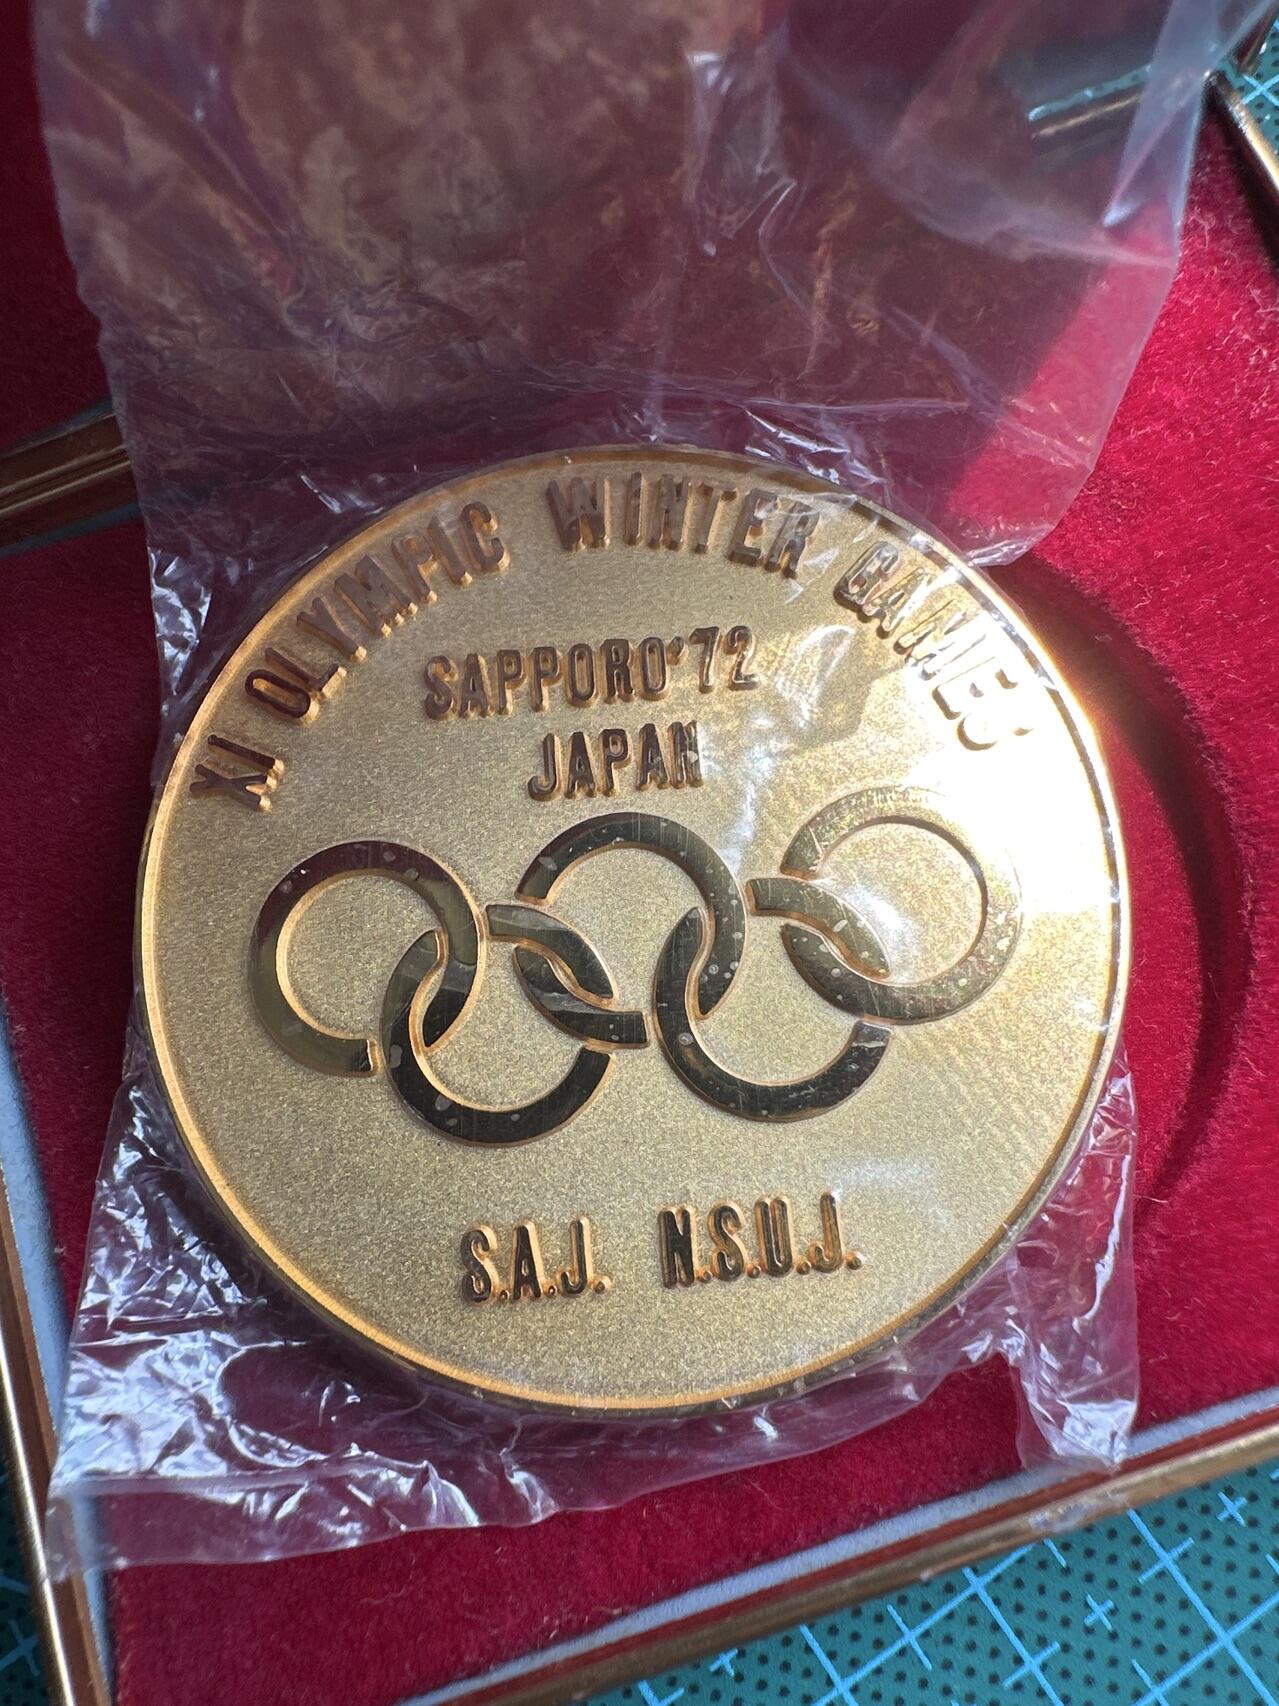 XI OLYMPIC WINTER GAMES
SAPPORO'72
JAPAN
S.A.J. N.S.U.J.